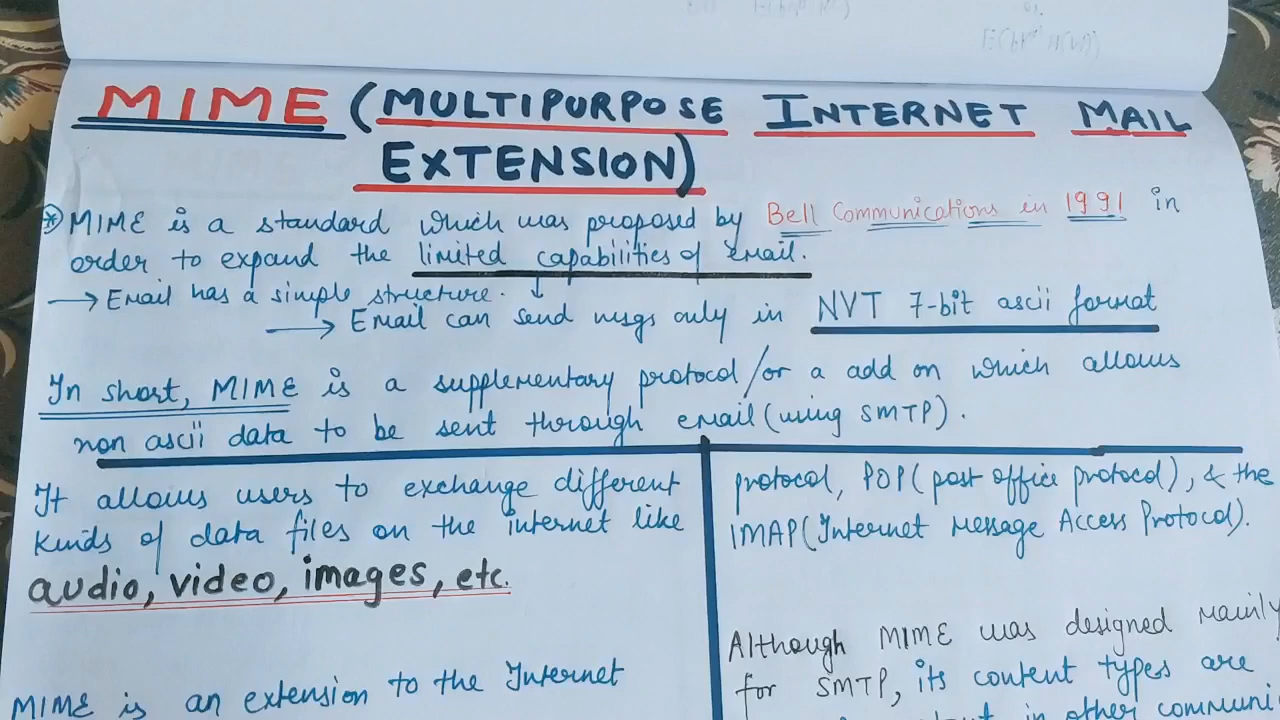 MIME (MULTIPURPOSE INTERNET MAIL
EXTENSION)
* MIME is a standard which was proposed by Bell Communications in 1991 in
order to expand the limited capabilities of email.
→ Email has a simple structure. ↓
→ Email can send msgs only in NVT 7-bit ascii format
In short, MIME is a supplementary protocol/or a add on which allows
non ascii data to be sent through email (using SMTP).
It allows users to exchange different
kinds of data files on the internet like
audio, video, images, etc.
MIME is an extension to the Internet
protocol, POP (post office protocol), & the
IMAP (Internet Message Access Protocol).
Although MIME was designed mainly
for SMTP, its content types are
in other communi